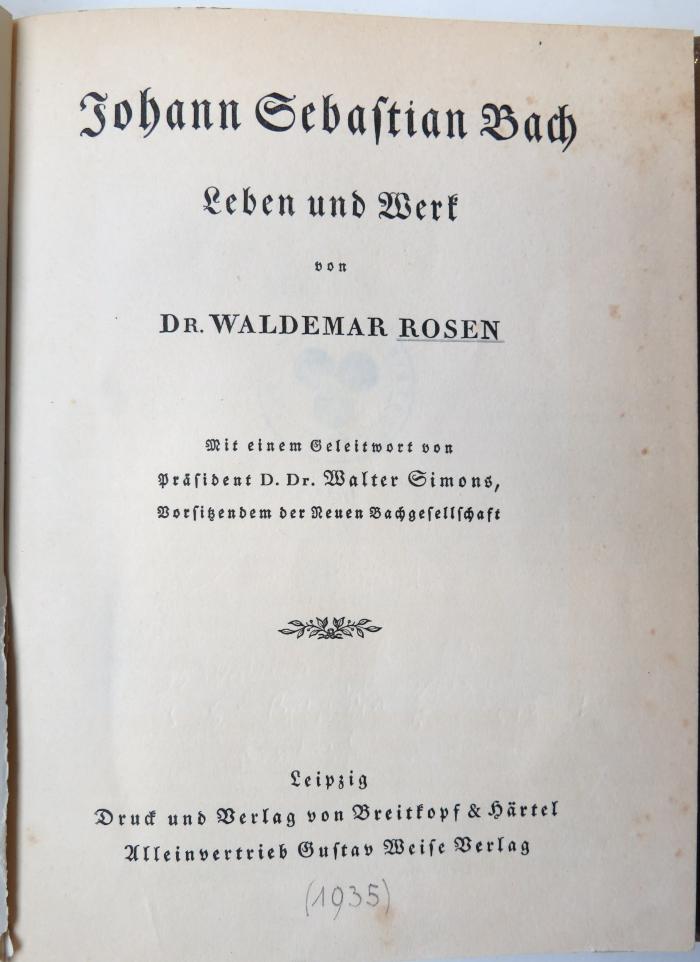 Johann Sebaſtian Bach
Leben und Werk
von
DR. WALDEMAR ROSEN
Mit einem Geleitwort von
Präſident D. Dr. Walter Simons,
Vorſitzendem der Neuen Bachgeſellſchaft
Leipzig
Druck und Verlag von Breitkopf & Härtel
Alleinvertrieb Guſtav Weiſe Verlag
(1935)